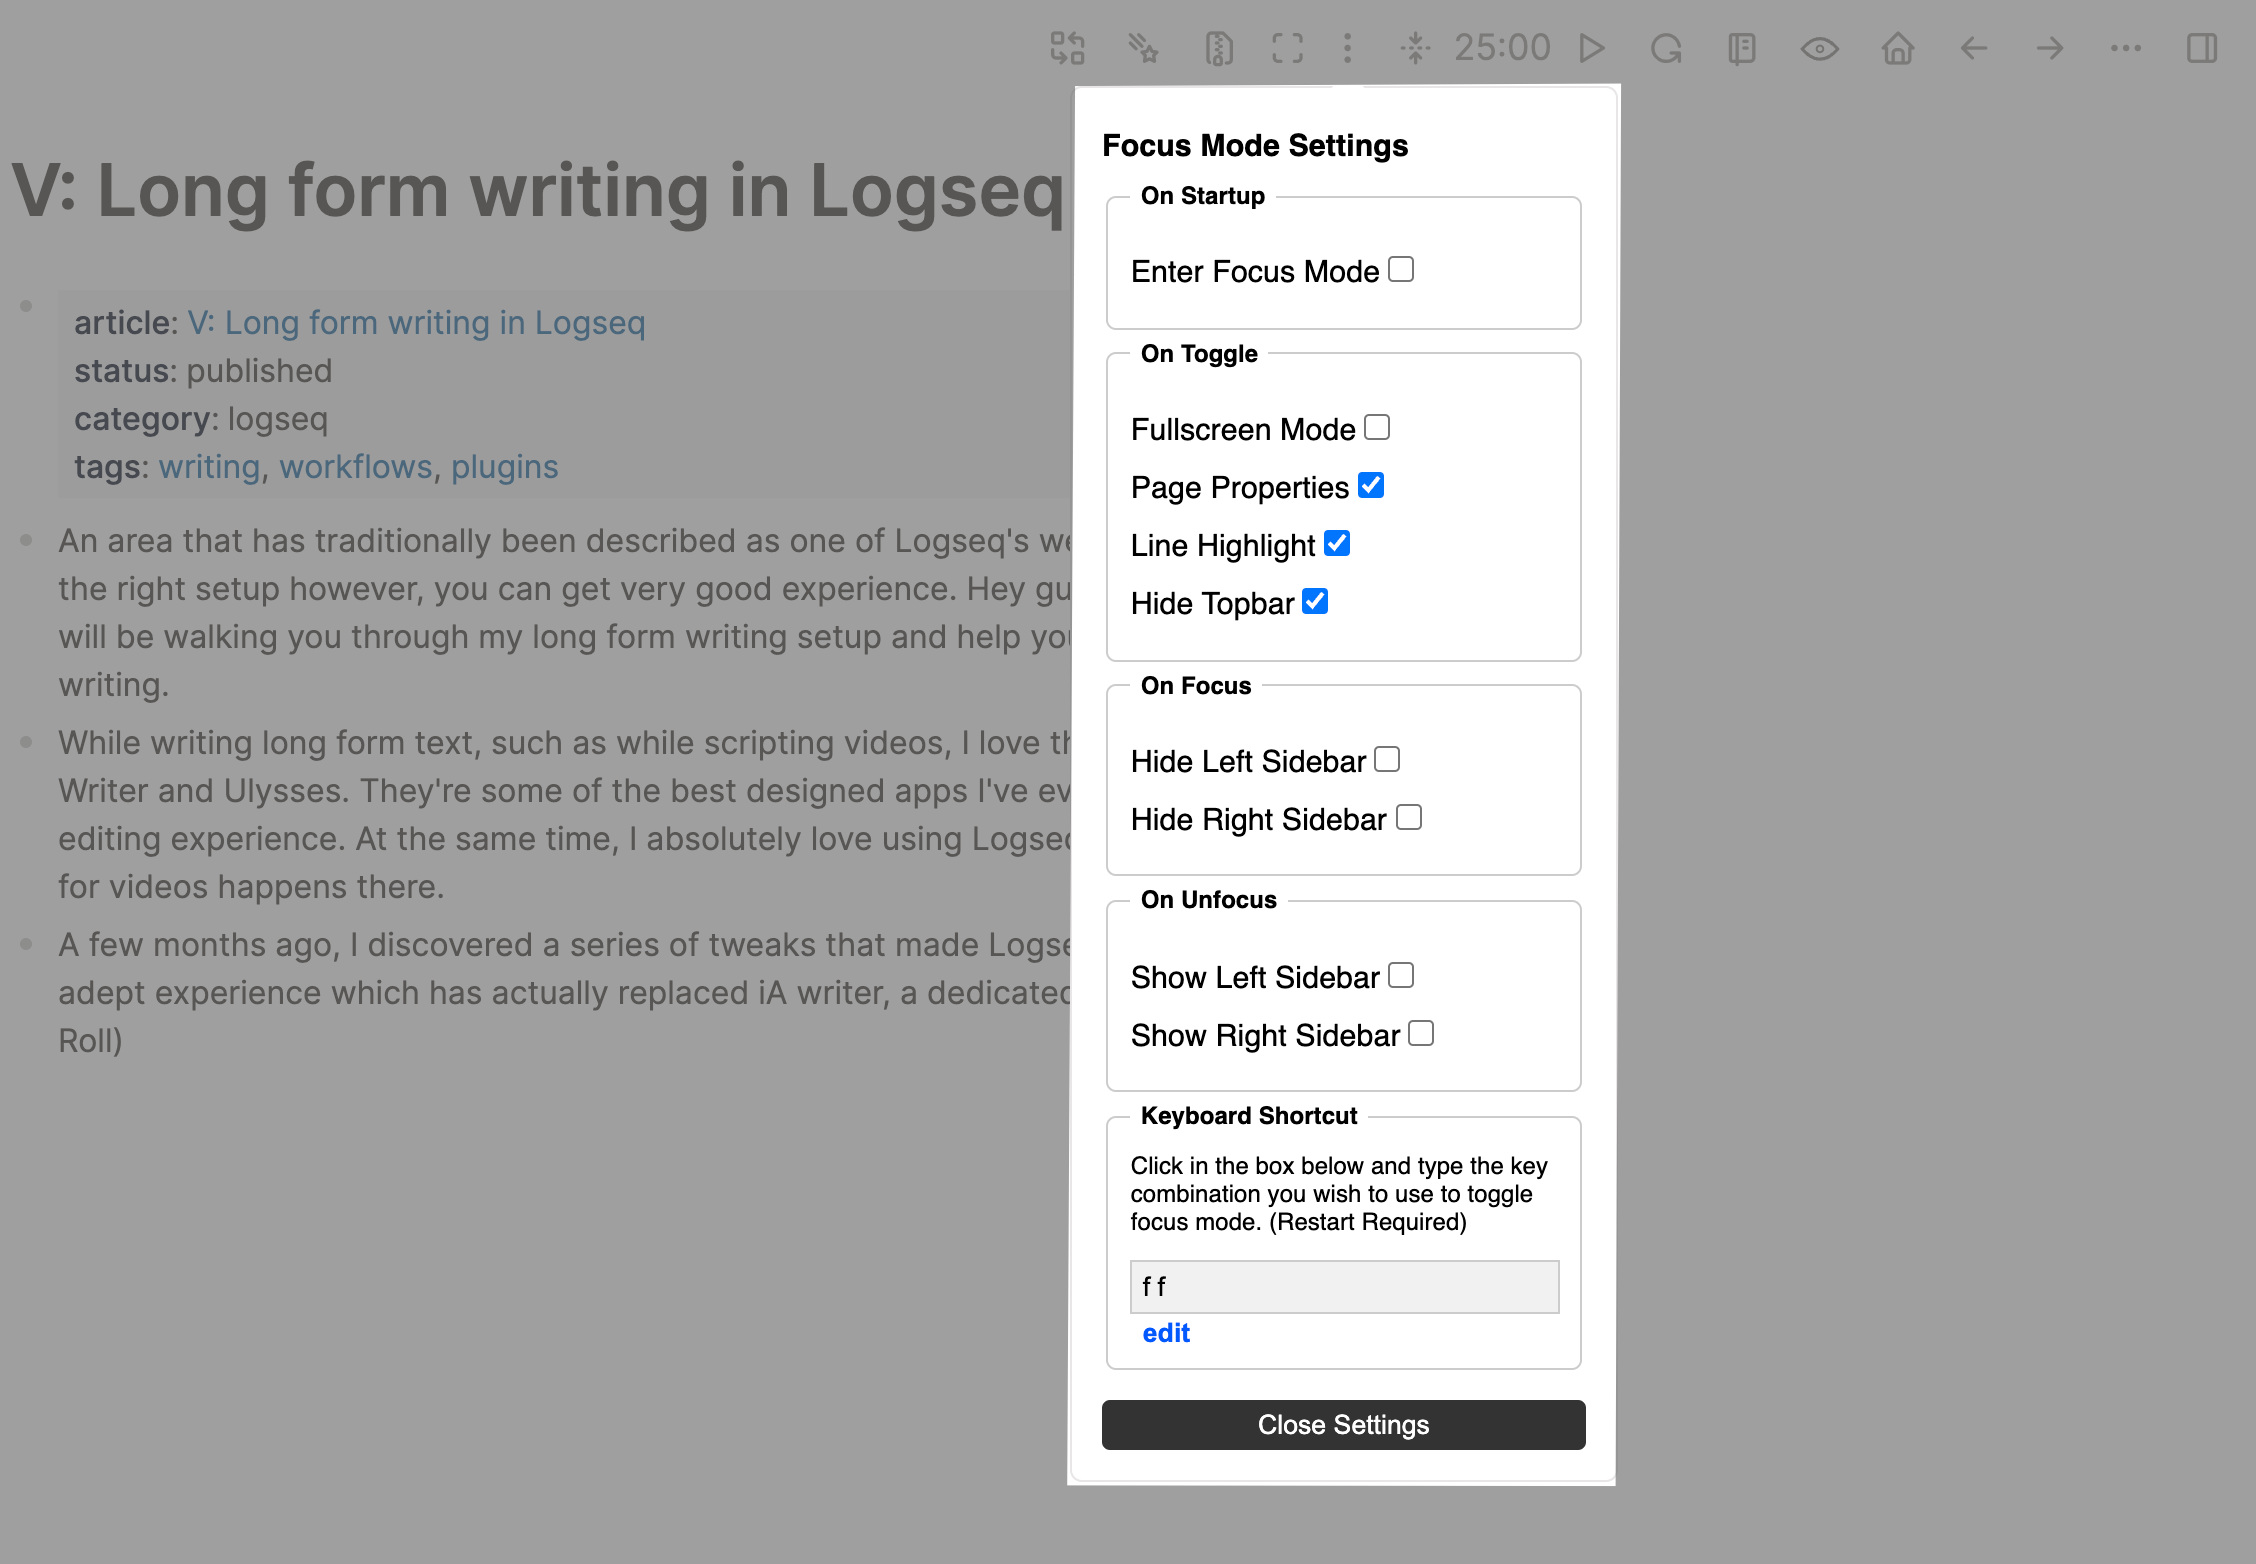 25:00
V: Long form writing in Logseq
article: V: Long form writing in Logseq
status: published
category: logseq
tags: writing, workflows, plugins
An area that has traditionally been described as one of Logseq's
the right setup however, you can get very good experience. Hey
will be walking you through my long form writing setup and help
writing.
While writing long form text, such as while scripting videos, I love
Writer and Ulysses. They're some of the best designed apps I've
editing experience. At the same time, I absolutely love using
for videos happens there.
A few months ago, I discovered a series of tweaks that made
adept experience which has actually replaced iA writer, a dedicated
Roll)
Focus Mode Settings
On Startup
Enter Focus Mode
On Toggle
Fullscreen Mode
Page Properties
Line Highlight
Hide Topbar
On Focus
Hide Left Sidebar
Hide Right Sidebar
On Unfocus
Show Left Sidebar
Show Right Sidebar
Keyboard Shortcut
Click in the box below and type the key
combination you wish to use to toggle
focus mode. (Restart Required)
f f
edit
Close Settings